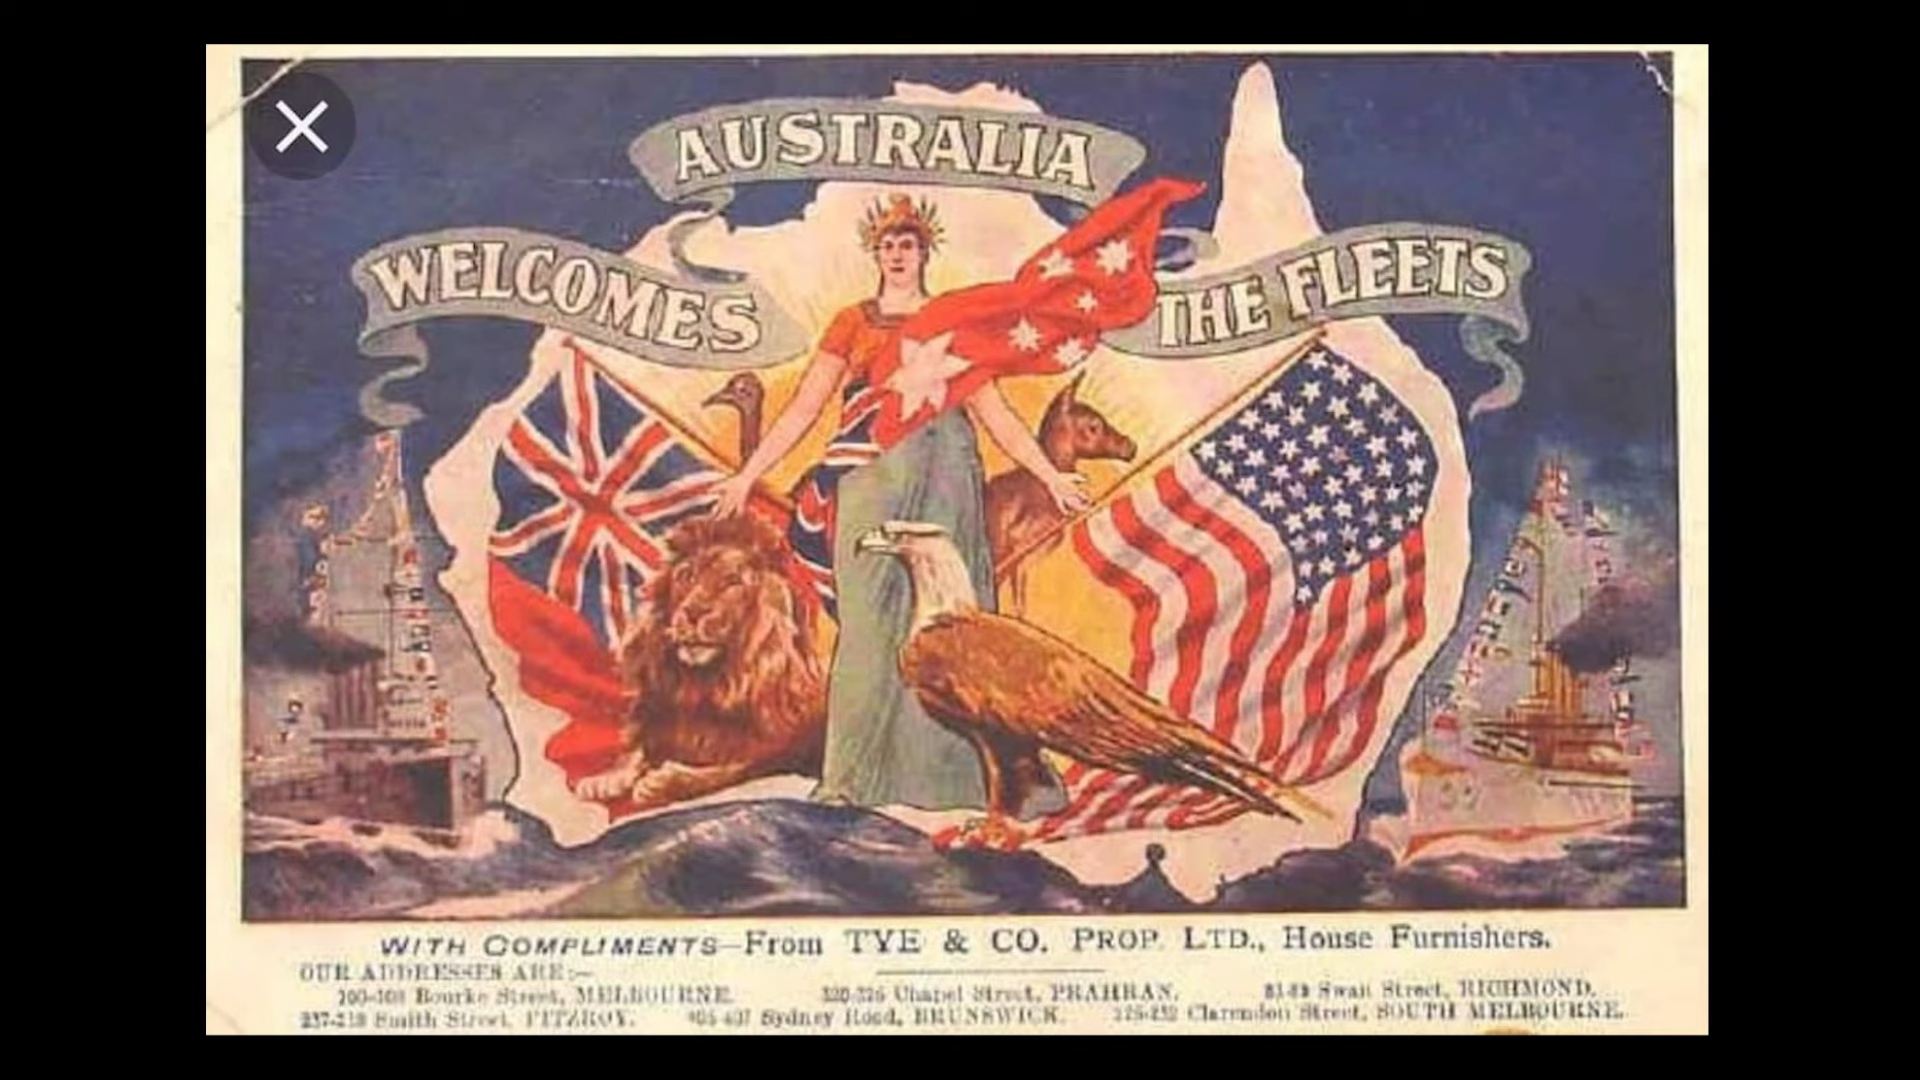 AUSTRALIA
WELCOMES THE FLEETS
WITH COMPLIMENTS—From TYE & CO. PROP. LTD., House Furnishers.
OUR ADDRESSES ARE:—
Bourke Street, MELBOURNE. Chapel Street, PRAHRAN. Swan Street, RICHMOND.
Smith Street, FITZROY. Sydney Road, BRUNSWICK. Clarendon Street, SOUTH MELBOURNE.